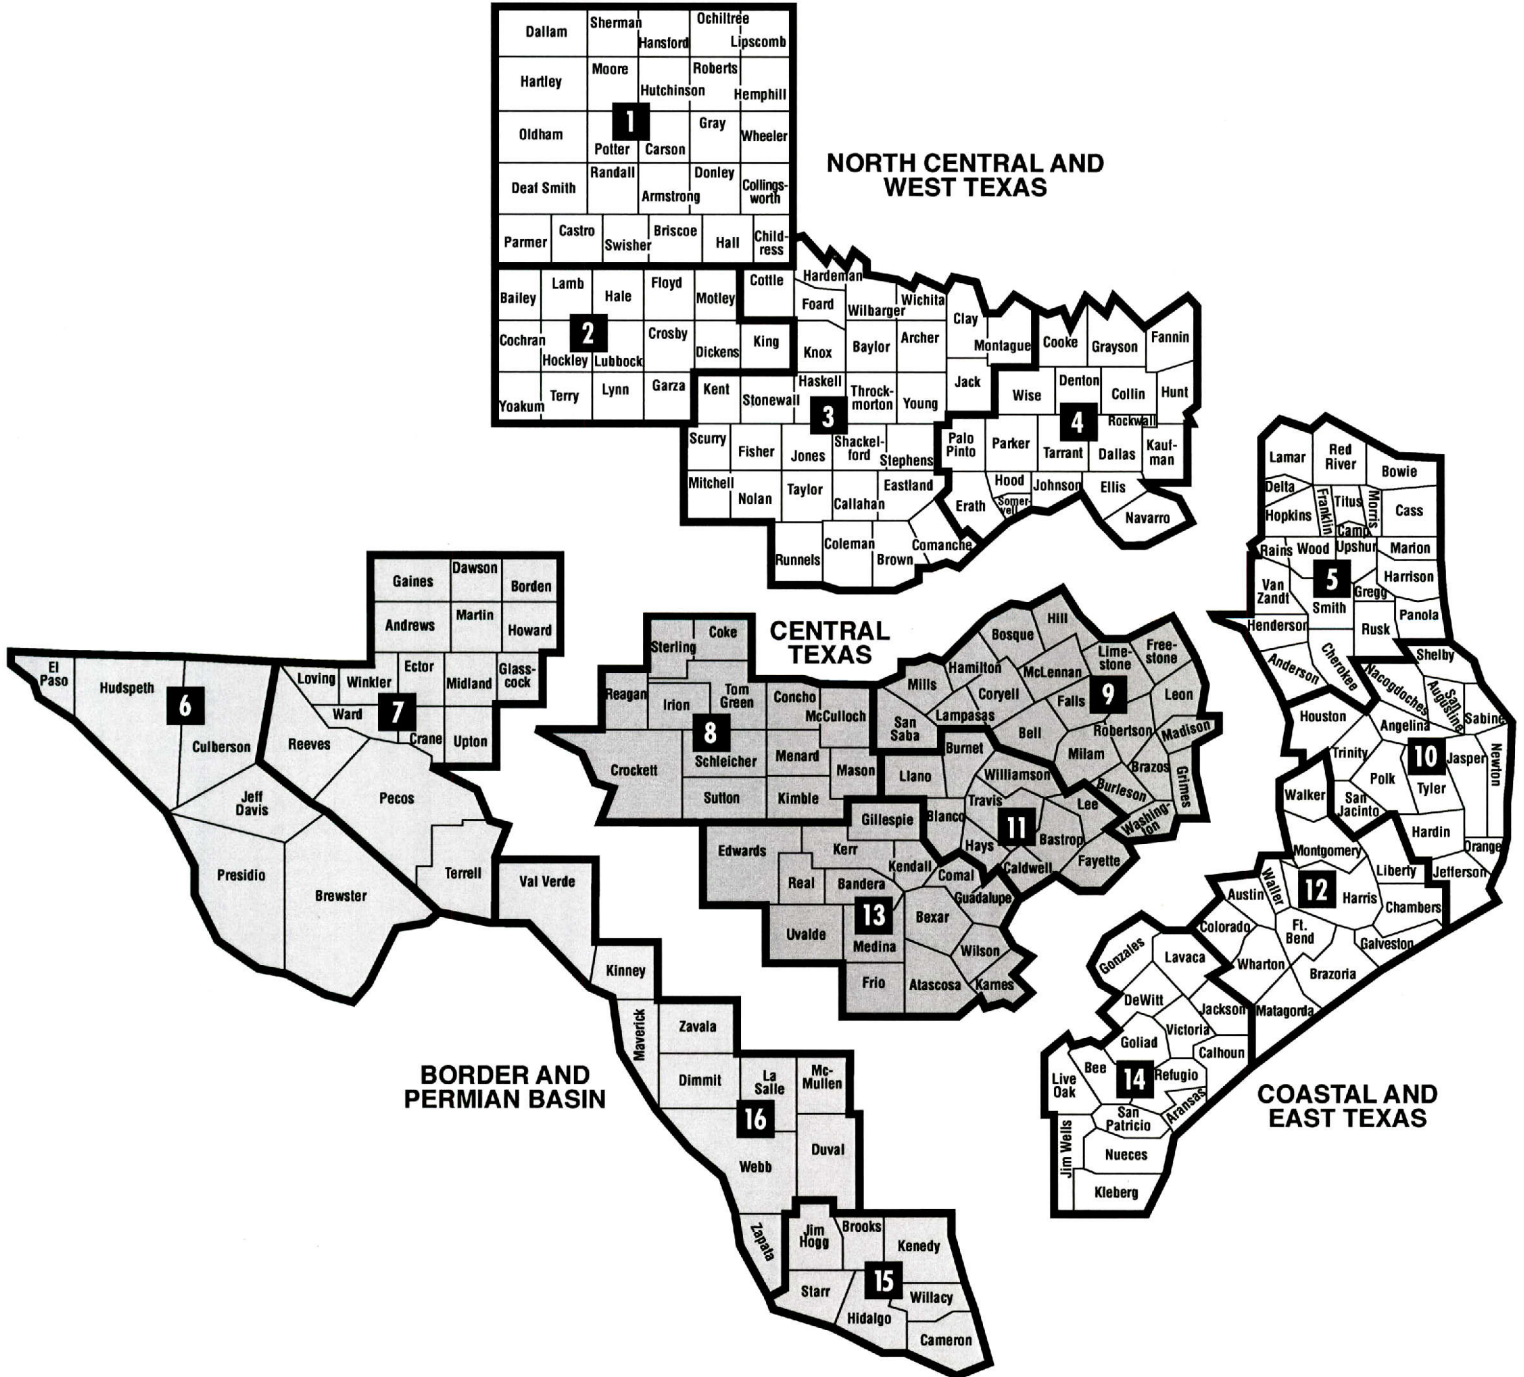 Dallam
Sherman
Hansford
Ochiltree
Lipscomb
Hartley
Moore
Hutchinson
Roberts
Hemphill
1
Oldham
Potter
Carson
Gray
Wheeler
Deaf Smith
Randall
Armstrong
Donley
Collings-
worth
Parmer
Castro
Swisher
Briscoe
Hall
Child-
ress
NORTH CENTRAL AND
WEST TEXAS
Bailey
Lamb
Hale
Floyd
Motley
2
Cochran
Hockley
Lubbock
Crosby
Dickens
King
Yoakum
Terry
Lynn
Garza
Cottle
Hardeman
Foard
Wilbarger
Wichita
Clay
Montague
Knox
Baylor
Archer
Kent
Stonewall
Haskell
Throck-
morton
Young
Jack
3
Scurry
Fisher
Jones
Shackel-
ford
Stephens
Mitchell
Nolan
Taylor
Callahan
Eastland
Runnels
Coleman
Brown
Comanche
Cooke
Grayson
Fannin
Wise
Denton
Collin
Hunt
4
Rockwall
Palo
Pinto
Parker
Tarrant
Dallas
Kauf-
man
Erath
Hood
Somer-
vell
Johnson
Ellis
Navarro
Lamar
Red
River
Bowie
Delta
Hopkins
Franklin
Titus
Morris
Camp
Cass
Rains
Wood
Upshur
Marion
5
Van
Zandt
Smith
Gregg
Harrison
Henderson
Rusk
Panola
Anderson
Cherokee
Gaines
Dawson
Borden
Andrews
Martin
Howard
Loving
Winkler
Ector
Midland
Glass-
cock
7
Ward
Crane
Upton
Reeves
Pecos
Terrell
El
Paso
Hudspeth
6
Culberson
Jeff
Davis
Presidio
Brewster
CENTRAL
TEXAS
Sterling
Coke
Reagan
Irion
Tom
Green
Concho
McCulloch
8
Crockett
Schleicher
Menard
Mason
Sutton
Kimble
Bosque
Hill
Hamilton
McLennan
Lime-
stone
Free-
stone
Mills
Coryell
Falls
9
Leon
San
Saba
Lampasas
Bell
Robertson
Madison
Milam
Brazos
Grimes
Burleson
Washing-
ton
Burnet
Llano
Williamson
Blanco
Travis
11
Lee
Hays
Bastrop
Caldwell
Fayette
Gillespie
Edwards
Kerr
Kendall
Comal
Real
Bandera
Guadalupe
13
Uvalde
Medina
Bexar
Wilson
Frio
Atascosa
Karnes
Shelby
Nacogdoches
San
Augustine
Sabine
Houston
Angelina
Trinity
10
Jasper
Newton
Polk
Tyler
San
Jacinto
Hardin
Orange
Jefferson
Walker
Montgomery
Liberty
Austin
Waller
12
Harris
Chambers
Colorado
Ft.
Bend
Galveston
Wharton
Brazoria
Matagorda
Gonzales
Lavaca
DeWitt
Jackson
Goliad
Victoria
Calhoun
Live
Oak
Bee
14
Refugio
Aransas
San
Patricio
Jim Wells
Nueces
Kleberg
COASTAL AND
EAST TEXAS
BORDER AND
PERMIAN BASIN
Val Verde
Kinney
Maverick
Zavala
Dimmit
La
Salle
Mc-
Mullen
16
Webb
Duval
Zapata
Jim
Hogg
Brooks
Kenedy
15
Starr
Hidalgo
Willacy
Cameron